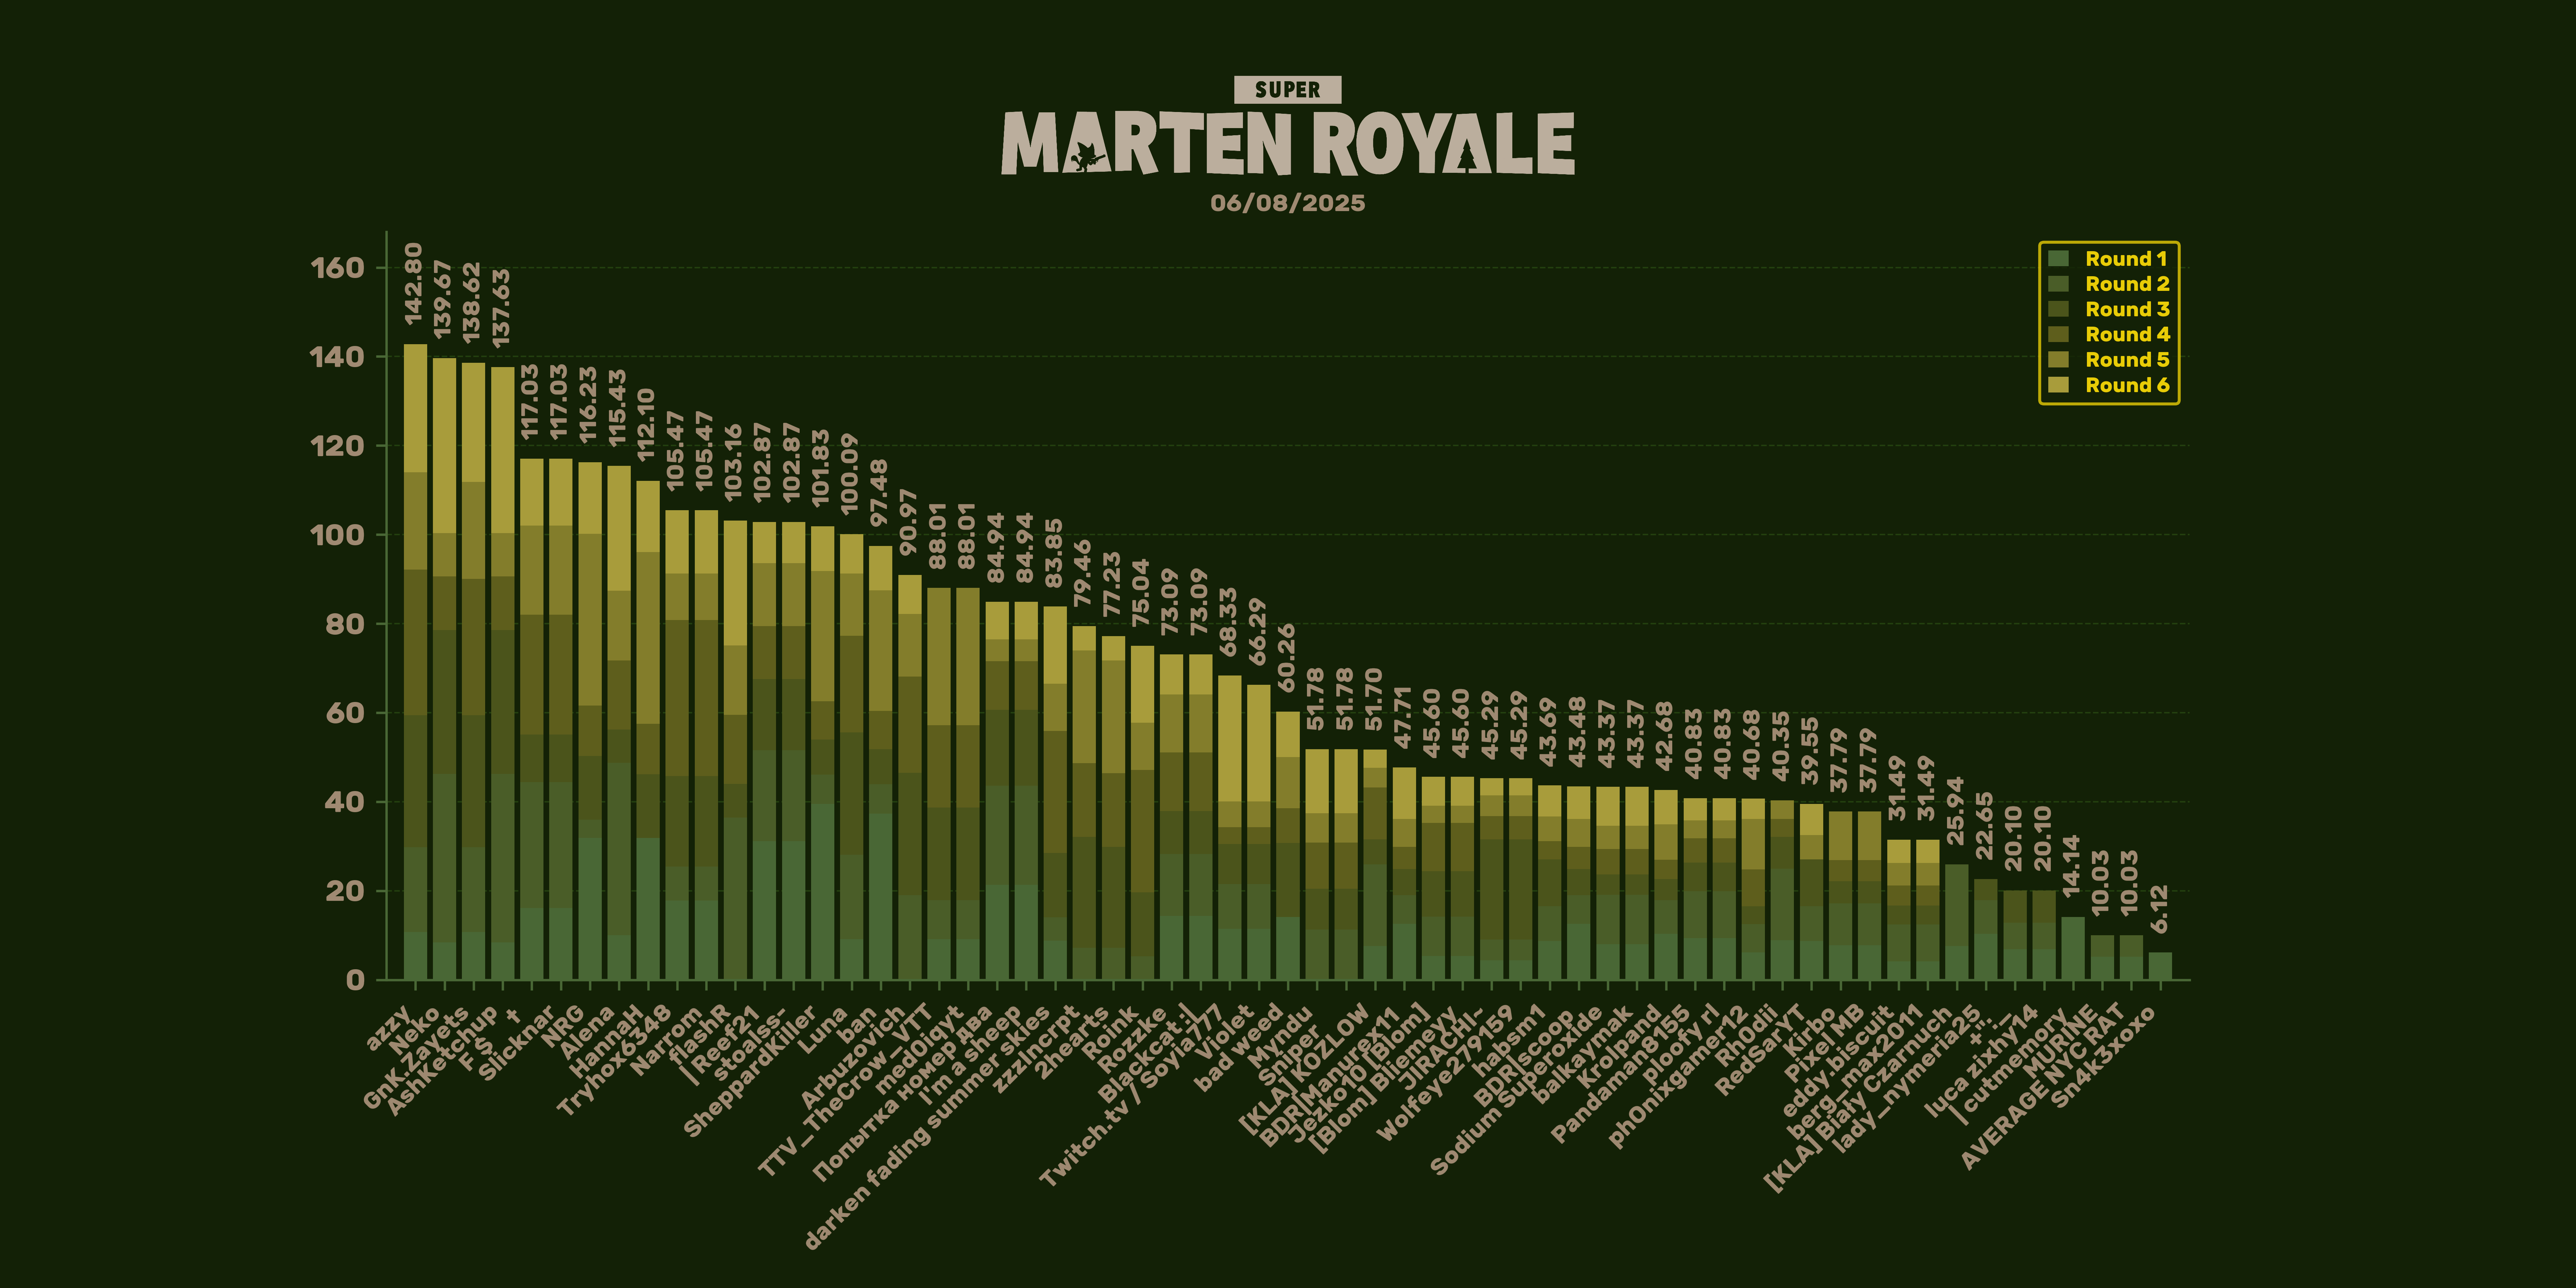 SUPER
MARTEN ROYALE
06/08/2025
160
140
120
100
80
60
40
20
0
Round 1
Round 2
Round 3
Round 4
Round 5
Round 6
142.80
139.67
138.62
137.63
117.03
117.03
116.23
115.43
112.10
105.47
105.47
103.16
102.87
102.87
101.83
100.09
97.48
90.97
88.01
88.01
84.94
84.94
83.85
79.46
77.23
75.04
73.09
73.09
68.33
66.29
60.26
51.78
51.78
51.70
47.71
45.60
45.60
45.29
45.29
43.69
43.48
43.37
43.37
42.68
40.83
40.83
40.68
40.35
39.55
37.79
37.79
31.49
31.49
25.94
22.65
20.10
20.10
14.14
10.03
10.03
6.12
azzy
Neko
GnK.Zayets
AshKetchup
F $ †
Slicknar
NRG
Alena
HannaH
Tryhox6348
Narrom
flashR
| Reef21
stoalss-
SheppardKiller
Luna
ban
Arbuzovich
TTV_TheCrow_VTT
med0iqyt
Попытка номер два
I'm a sheep
darken fading summer skies
zzzIncrpt
2hearts
Roink
Rozzke
Blackcat:]
Twitch.tv / Soyia777
Violet
bad weed
Myndu
Sniper
[KLA] KOZLOW
BDR|Manurex11
Jezko10 [Blom]
[Blom] Bliemeyy
JIRACHI~
Wolfeye279159
habsm1
BDR|scoop
Sodium Superoxide
balkaymak
Krolpand
Pandaman8155
ploofy r!
ph0nixgamer12
Rh0dii
RedSaiYT
Kirbo
Pixel MB
eddy.biscuit
berg_max2011
[KLA] Biały Czarnuch
lady_nymeria25
luca zixhy14
| cutmemory
MURINE
AVERAGE NYC RAT
Sn4k3xoxo